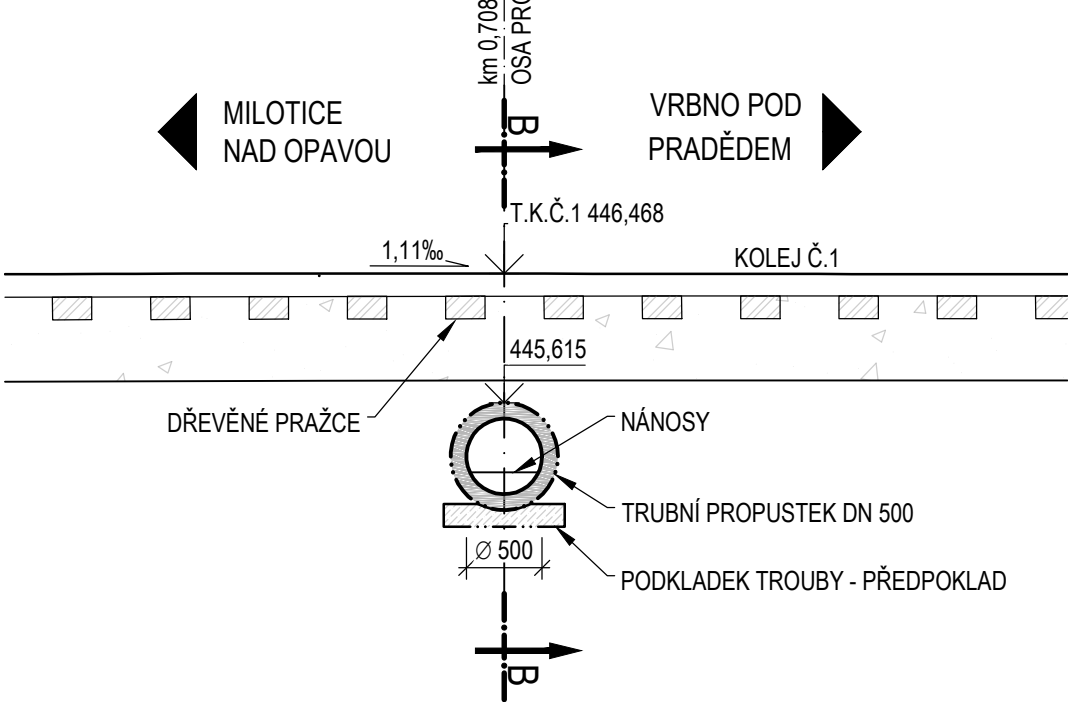 km 0,708
OSA
MILOTICE
NAD OPAVOU
B
VRBNO POD
PRADĚDEM
T.K.Č.1 446,468
1,11‰
KOLEJ Č.1
445,615
DŘEVĚNÉ PRAŽCE
NÁNOSY
TRUBNÍ PROPUSTEK DN 500
Ø 500
PODKLADEK TROUBY - PŘEDPOKLAD
B